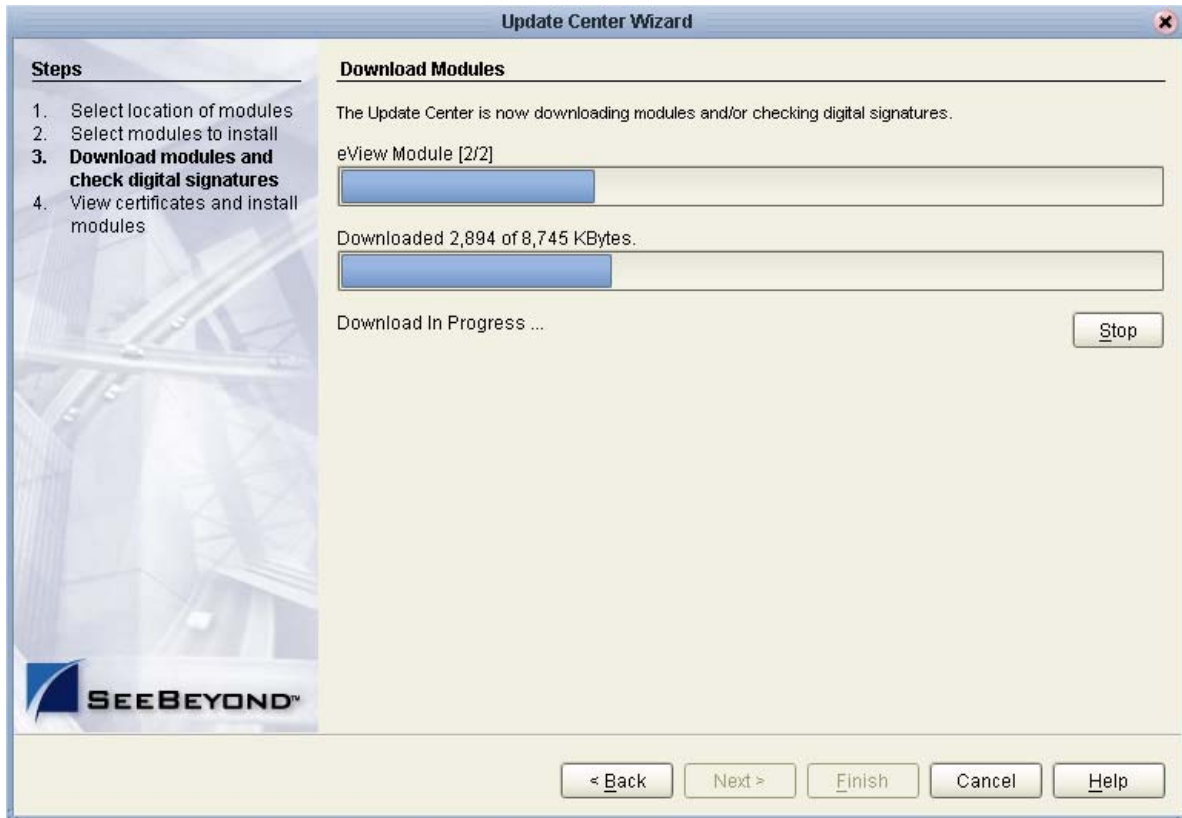 Update Center Wizard
Steps
1. Select location of modules
2. Select modules to install
3. Download modules and
check digital signatures
4. View certificates and install
modules
Download Modules
The Update Center is now downloading modules and/or checking digital signatures.
eView Module [2/2]
Downloaded 2,894 of 8,745 KBytes.
Download In Progress ...
Stop
SEEBEYOND™
< Back
Next >
Finish
Cancel
Help